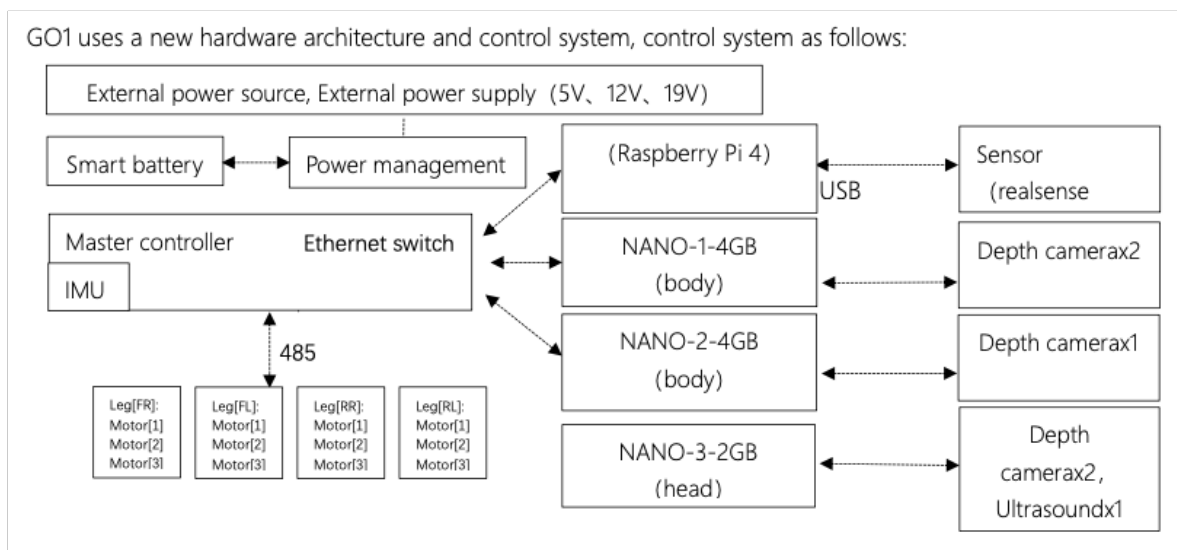 GO1 uses a new hardware architecture and control system, control system as follows:
External power source, External power supply（5V、12V、19V）
Smart battery
Power management
(Raspberry Pi 4)
USB
Sensor
(realsense
Master controller
Ethernet switch
IMU
NANO-1-4GB
(body)
Depth camerax2
NANO-2-4GB
(body)
Depth camerax1
485
Leg[FR]:
Motor[1]
Motor[2]
Motor[3]
Leg[FL]:
Motor[1]
Motor[2]
Motor[3]
Leg[RR]:
Motor[1]
Motor[2]
Motor[3]
Leg[RL]:
Motor[1]
Motor[2]
Motor[3]
NANO-3-2GB
(head)
Depth
camerax2，
Ultrasoundx1